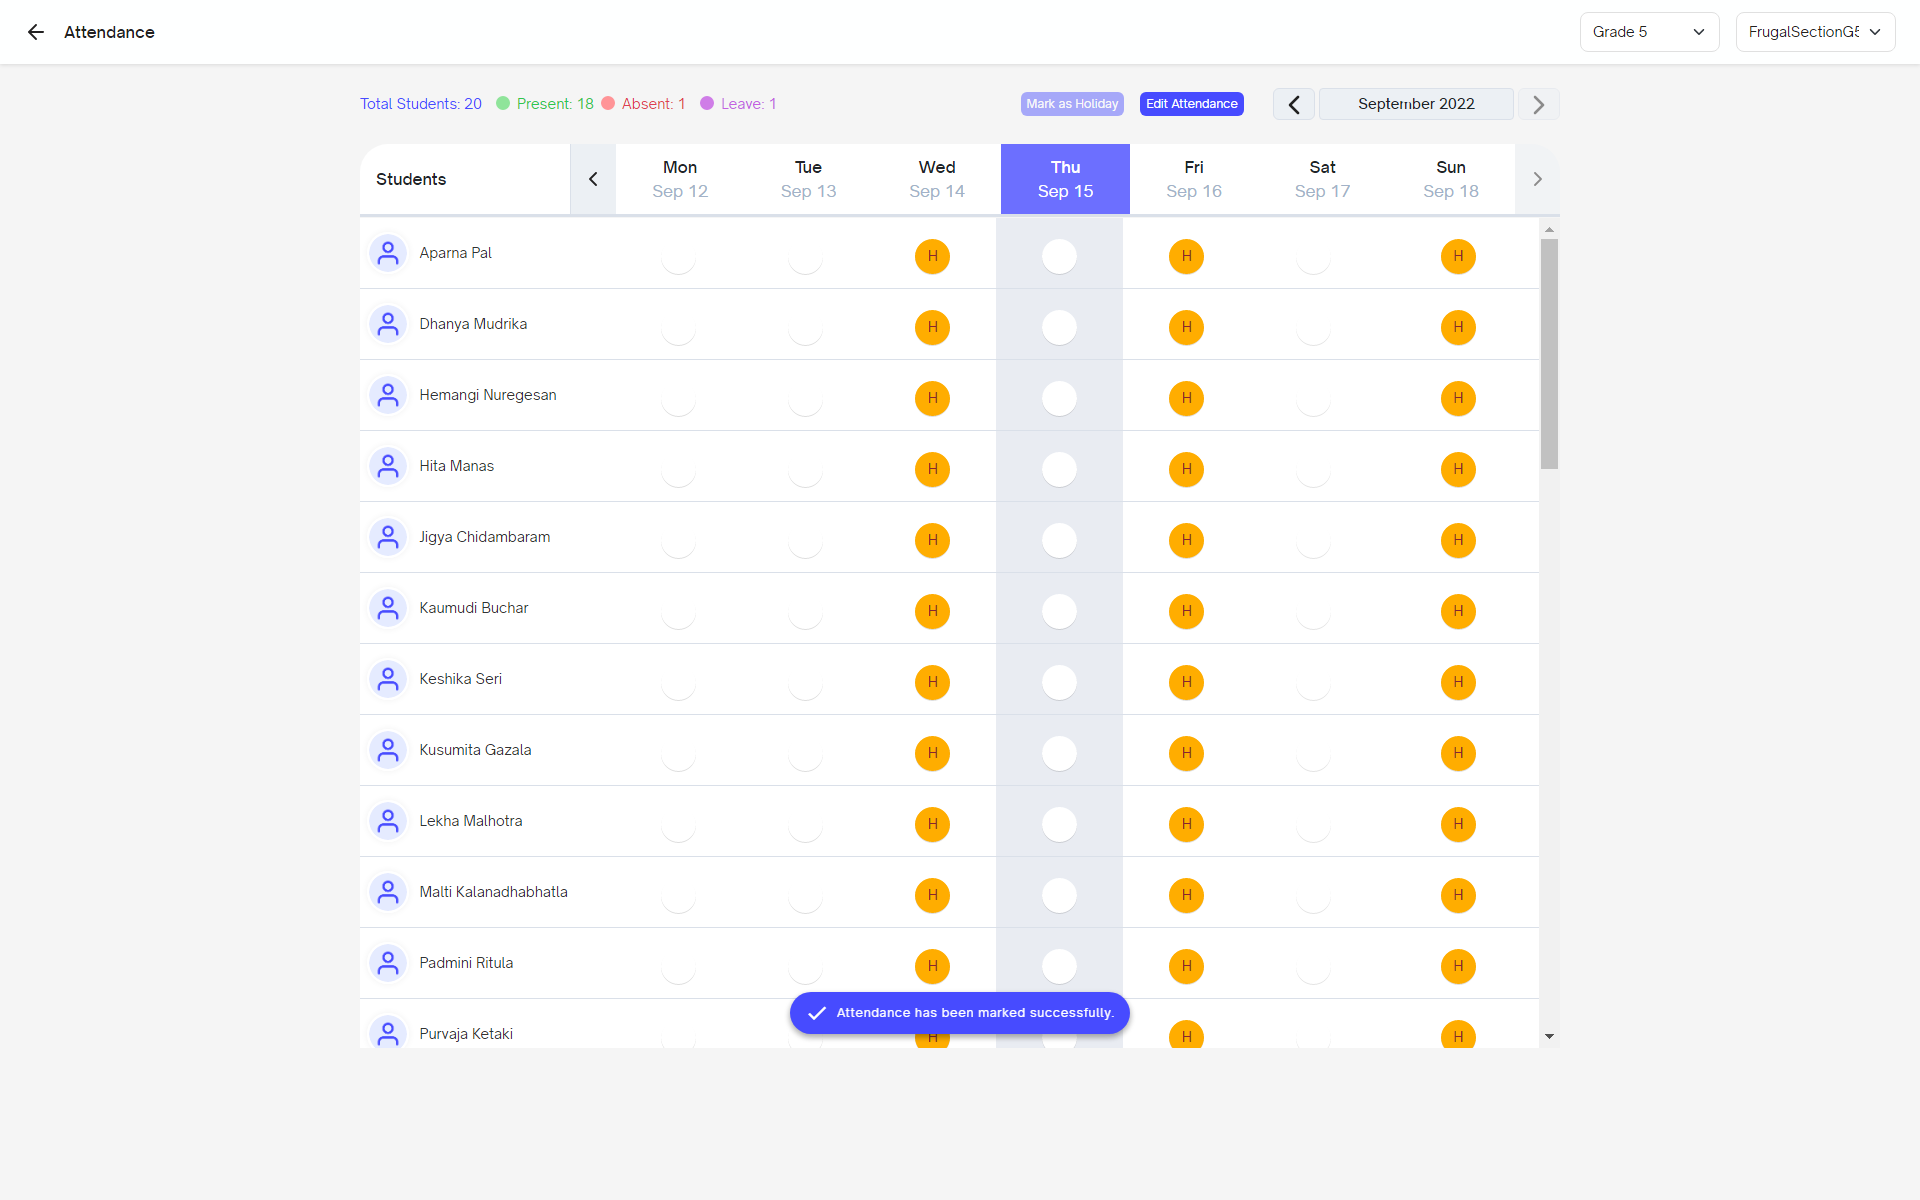 Attendance
Grade 5
FrugalSectionG5
Total Students: 20 Present: 18 Absent: 1 Leave: 1
Mark as Holiday
Edit Attendance
September 2022
Students Mon Tue Wed Thu Fri Sat Sun
Sep 12 Sep 13 Sep 14 Sep 15 Sep 16 Sep 17 Sep 18
Aparna Pal H H H
Dhanya Mudrika H H H
Hemangi Nuregesan H H H
Hita Manas H H H
Jigya Chidambaram H H H
Kaumudi Buchar H H H
Keshika Seri H H H
Kusumita Gazala H H H
Lekha Malhotra H H H
Malti Kalanadhabhatla H H H
Padmini Ritula H H H
Attendance has been marked successfully.
Purvaja Ketaki H H H